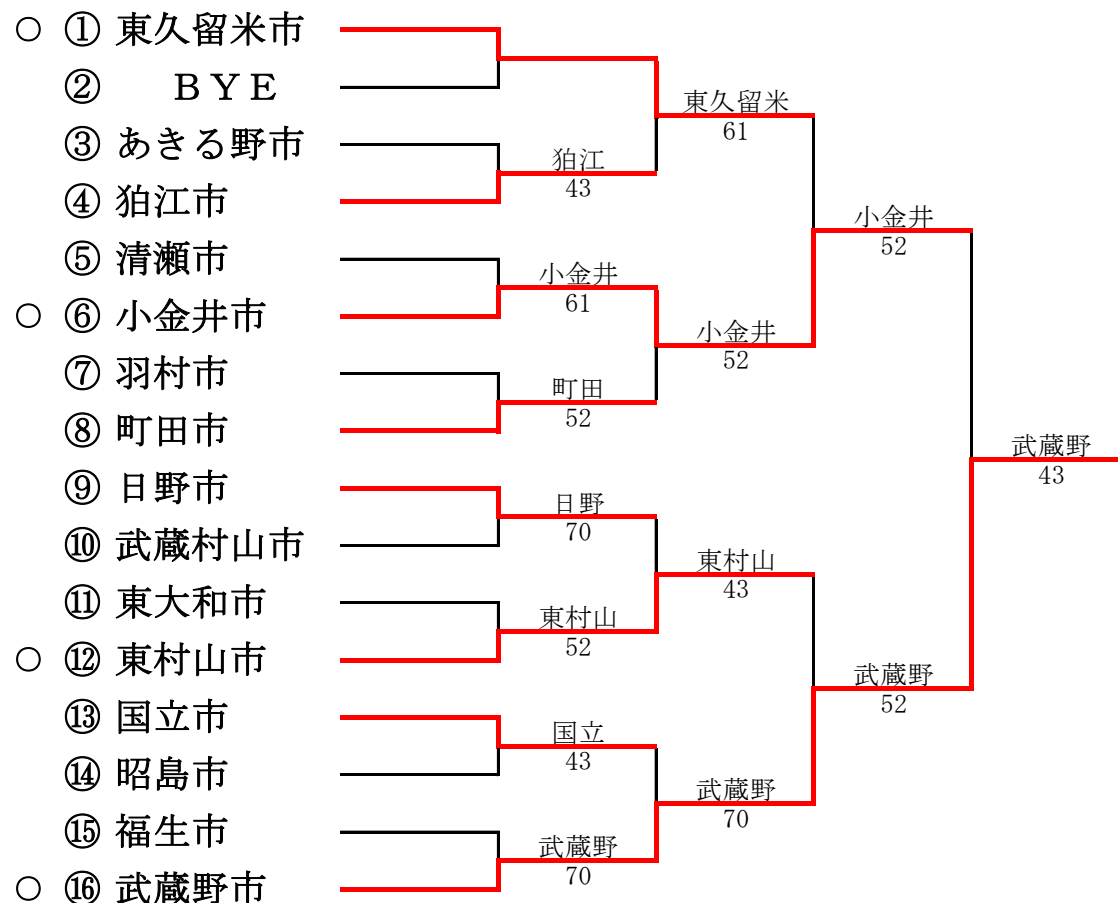 ○ ① 東久留米市
② BYE
③ あきる野市
④ 狛江市
⑤ 清瀬市
○ ⑥ 小金井市
⑦ 羽村市
⑧ 町田市
⑨ 日野市
⑩ 武蔵村山市
⑪ 東大和市
○ ⑫ 東村山市
⑬ 国立市
⑭ 昭島市
⑮ 福生市
○ ⑯ 武蔵野市
狛江
43
小金井
61
町田
52
日野
70
東村山
52
国立
43
武蔵野
70
東久留米
61
小金井
52
東村山
43
武蔵野
70
小金井
52
武蔵野
52
武蔵野
43